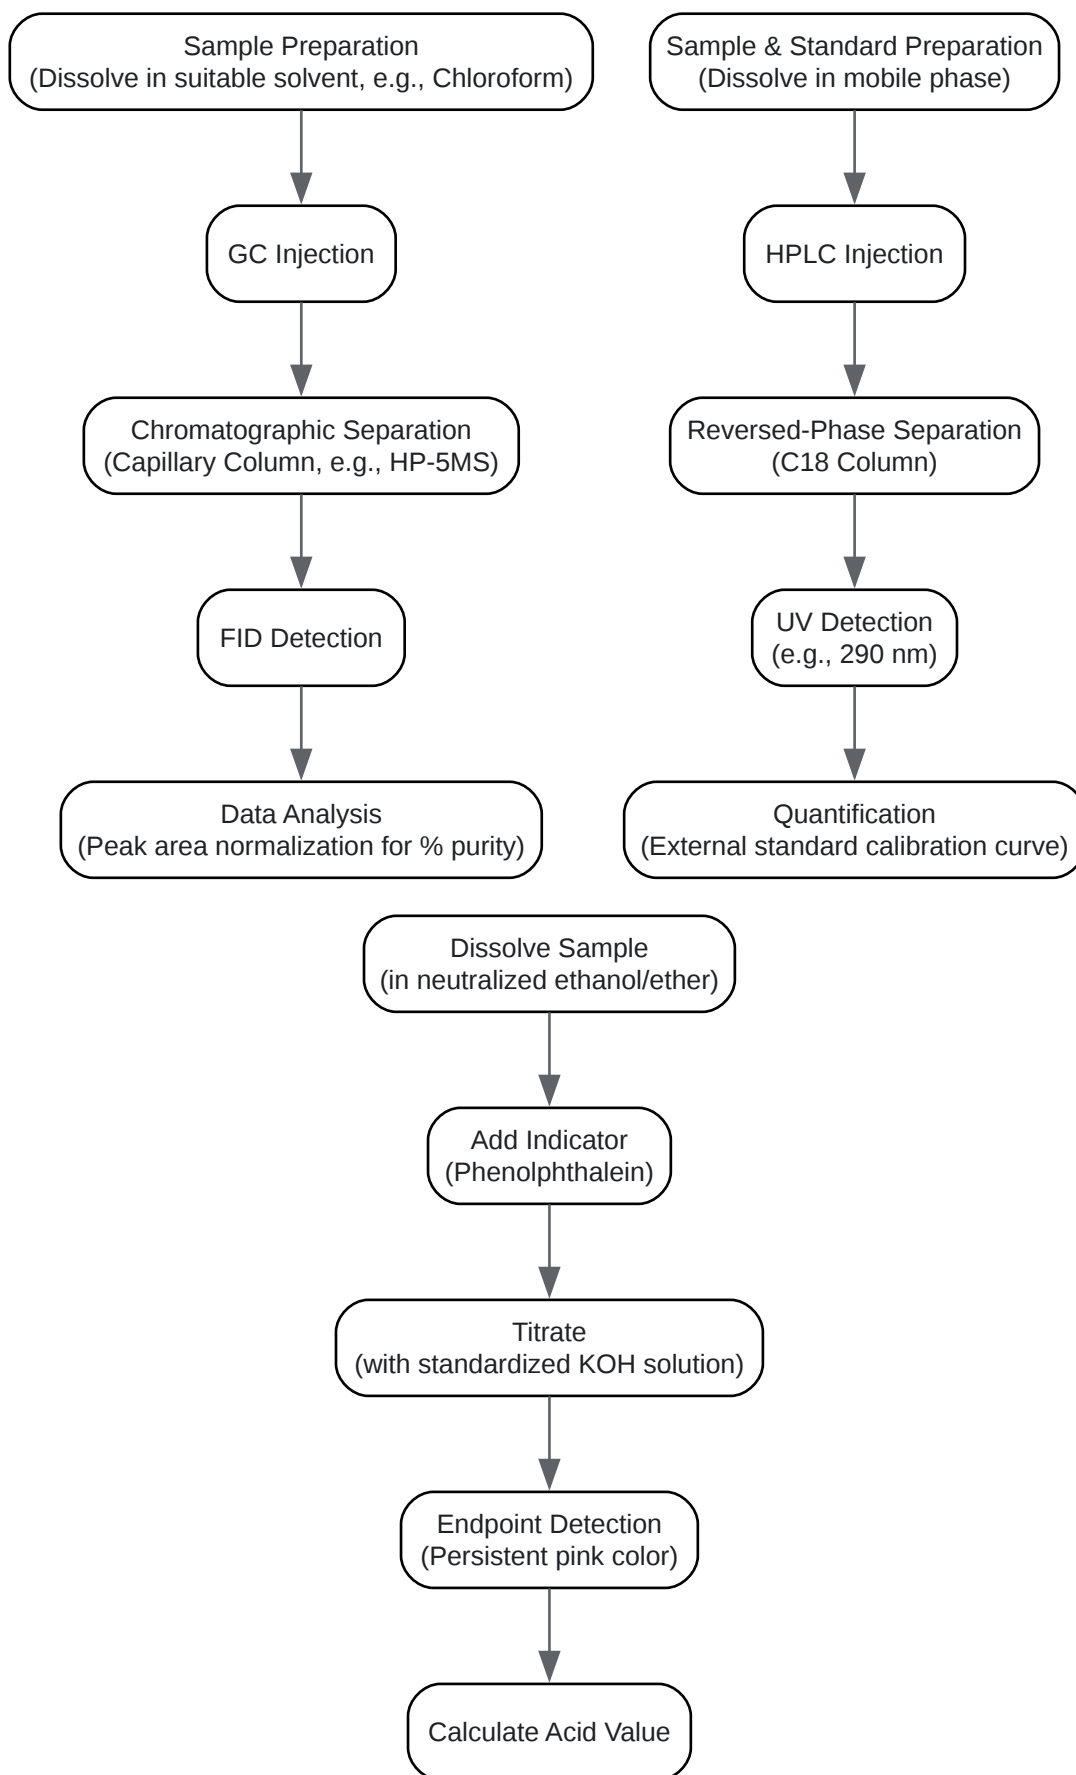 Sample Preparation
(Dissolve in suitable solvent, e.g., Chloroform)
GC Injection
Chromatographic Separation
(Capillary Column, e.g., HP-5MS)
FID Detection
Data Analysis
(Peak area normalization for % purity)
Sample & Standard Preparation
(Dissolve in mobile phase)
HPLC Injection
Reversed-Phase Separation
(C18 Column)
UV Detection
(e.g., 290 nm)
Quantification
(External standard calibration curve)
Dissolve Sample
(in neutralized ethanol/ether)
Add Indicator
(Phenolphthalein)
Titrate
(with standardized KOH solution)
Endpoint Detection
(Persistent pink color)
Calculate Acid Value